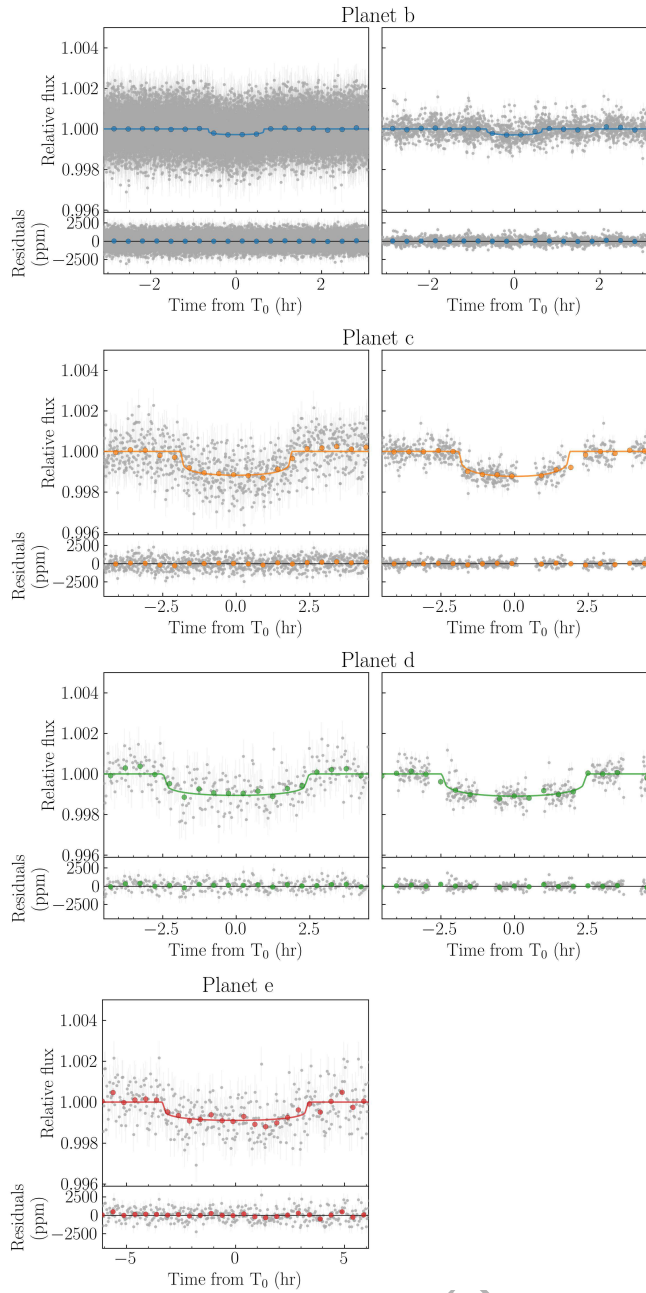 Planet b
1.004
1.002
1.000
0.998
0.996
Relative flux
2500
0
−2500
Residuals
(ppm)
−2 0 2 −2 0 2
Time from T0 (hr) Time from T0 (hr)
Planet c
1.004
1.002
1.000
0.998
0.996
Relative flux
2500
0
−2500
Residuals
(ppm)
−2.5 0.0 2.5 −2.5 0.0 2.5
Time from T0 (hr) Time from T0 (hr)
Planet d
1.004
1.002
1.000
0.998
0.996
Relative flux
2500
0
−2500
Residuals
(ppm)
−2.5 0.0 2.5 −2.5 0.0 2.5
Time from T0 (hr) Time from T0 (hr)
Planet e
1.004
1.002
1.000
0.998
0.996
Relative flux
2500
0
−2500
Residuals
(ppm)
−5 0 5
Time from T0 (hr)